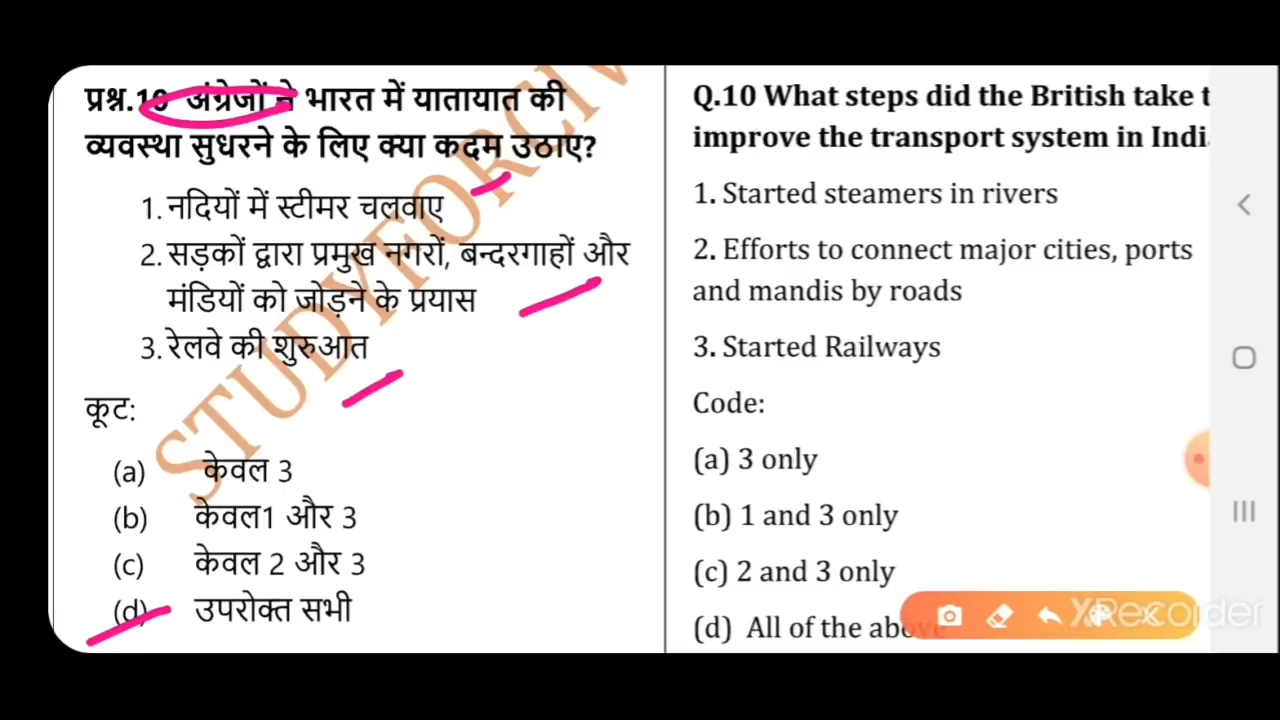 प्रश्न.10 अंग्रेजों ने भारत में यातायात की
व्यवस्था सुधरने के लिए क्या कदम उठाए?
1. नदियों में स्टीमर चलवाए
2. सड़कों द्वारा प्रमुख नगरों, बन्दरगाहों और
मंडियों को जोड़ने के प्रयास
3. रेलवे की शुरुआत
कूट:
(a) केवल 3
(b) केवल1 और 3
(c) केवल 2 और 3
(d) उपरोक्त सभी
STUDYFORCIV
Q.10 What steps did the British take t
improve the transport system in Indi
1. Started steamers in rivers
2. Efforts to connect major cities, ports
and mandis by roads
3. Started Railways
Code:
(a) 3 only
(b) 1 and 3 only
(c) 2 and 3 only
(d) All of the above
XRecorder